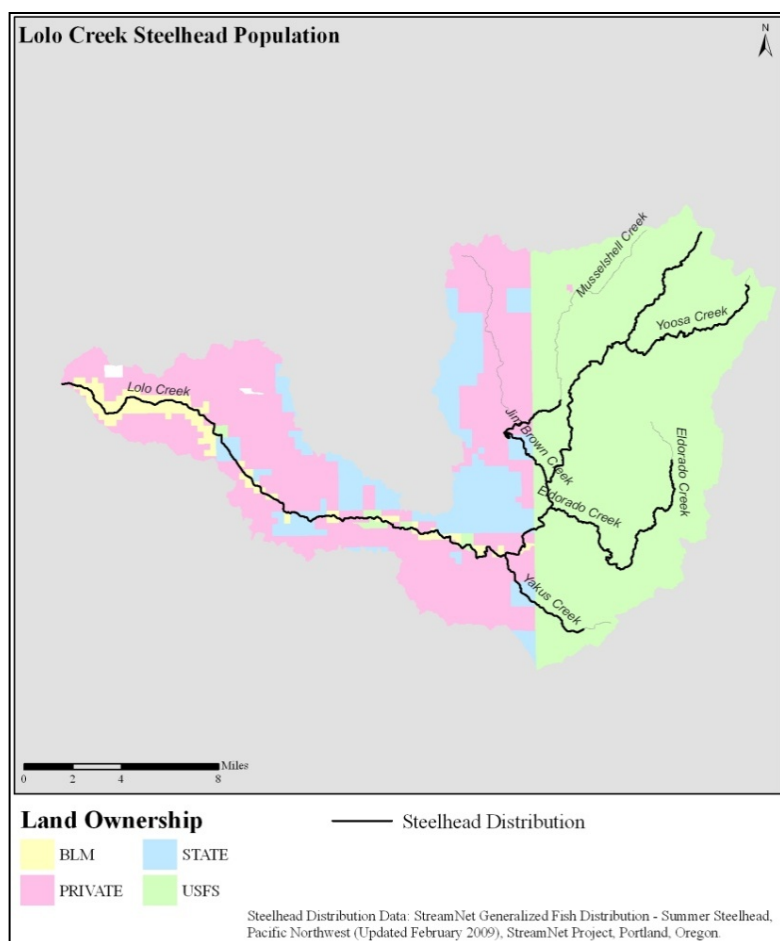 Lolo Creek Steelhead Population
N
Musselshell Creek
Yoosa Creek
Lolo Creek
Jim Brown Creek
Eldorado Creek
Eldorado Creek
Yakus Creek
Miles
0 2 4 8
Land Ownership
Steelhead Distribution
BLM
STATE
PRIVATE
USFS
Steelhead Distribution Data: StreamNet Generalized Fish Distribution - Summer Steelhead,
Pacific Northwest (Updated February 2009), StreamNet Project, Portland, Oregon.